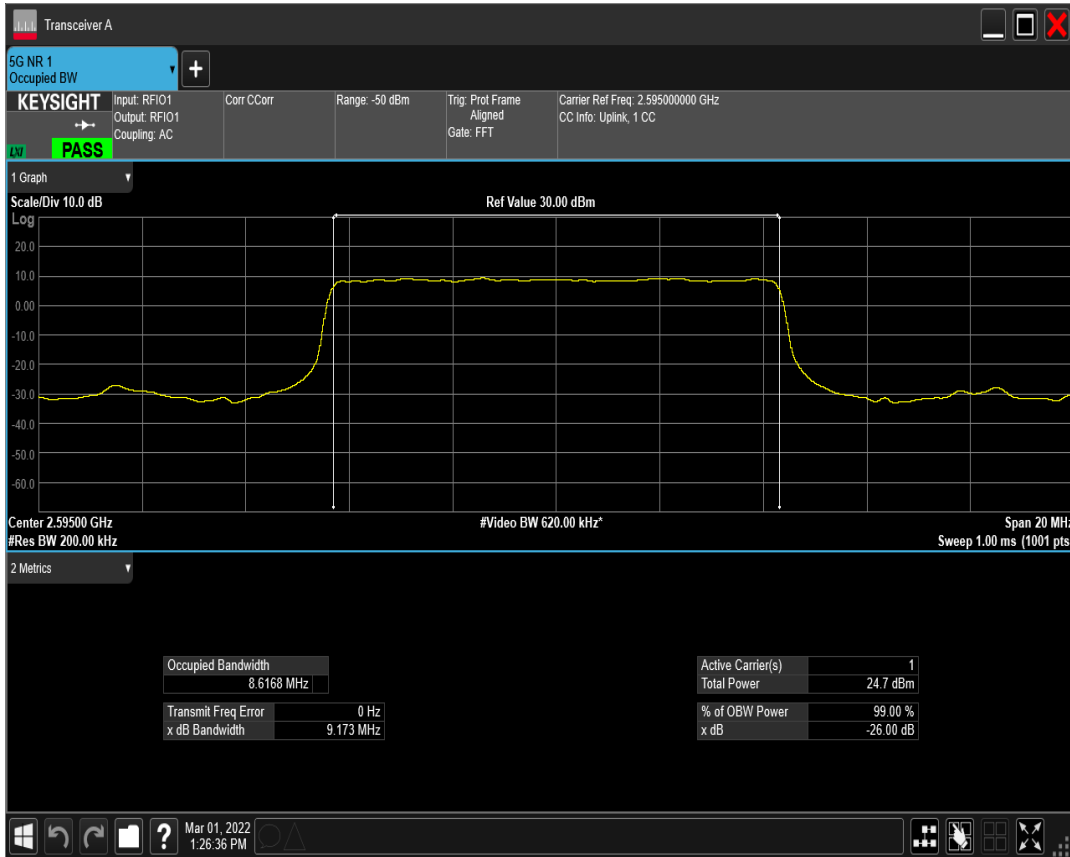 Transceiver A
5G NR 1
Occupied BW
+
KEYSIGHT
LXI
PASS
Input: RFIO1
Output: RFIO1
Coupling: AC
Corr CCorr
Range: -50 dBm
Trig: Prot Frame
Aligned
Gate: FFT
Carrier Ref Freq: 2.595000000 GHz
CC Info: Uplink, 1 CC
1 Graph
Scale/Div 10.0 dB
Ref Value 30.00 dBm
Log
20.0
10.0
0.00
-10.0
-20.0
-30.0
-40.0
-50.0
-60.0
Center 2.59500 GHz
#Video BW 620.00 kHz*
Span 20 MHz
#Res BW 200.00 kHz
Sweep 1.00 ms (1001 pts
2 Metrics
Occupied Bandwidth
8.6168 MHz
Transmit Freq Error 0 Hz
x dB Bandwidth 9.173 MHz
Active Carrier(s) 1
Total Power 24.7 dBm
% of OBW Power 99.00 %
x dB -26.00 dB
?
Mar 01, 2022
1:26:36 PM